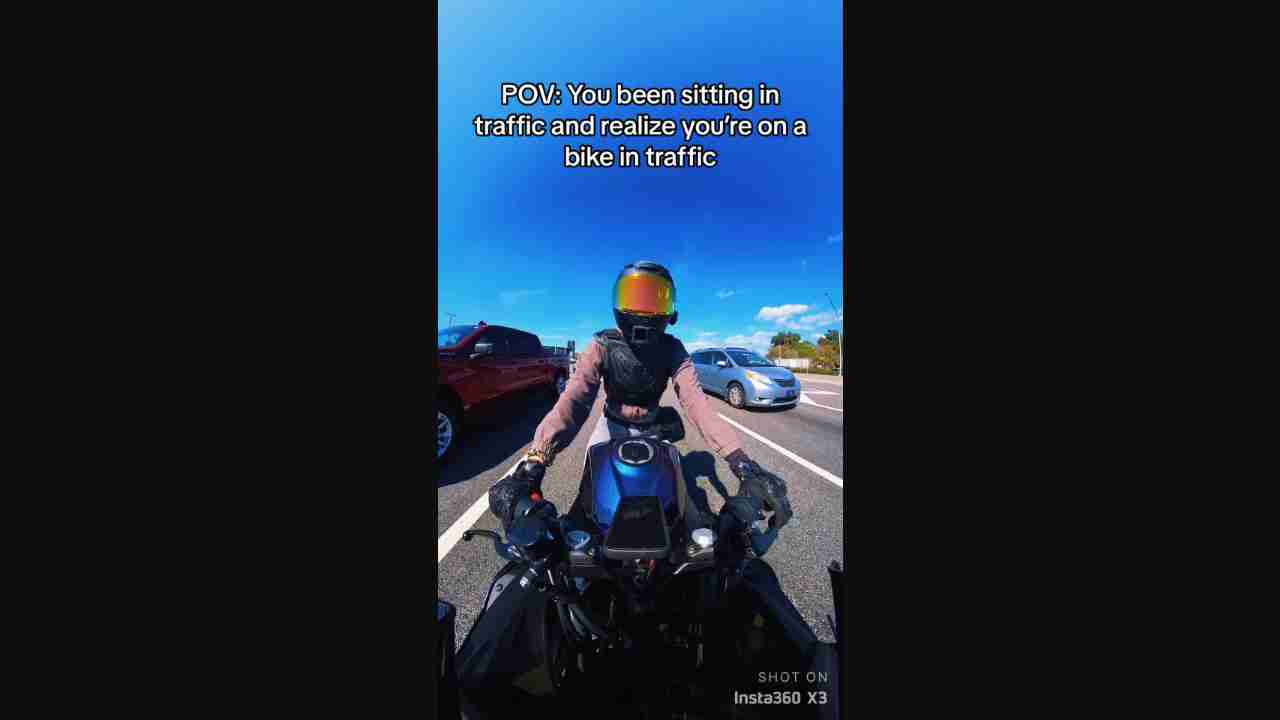 POV: You been sitting in
traffic and realize you're on a
bike in traffic
SHOT ON
Insta360 X3